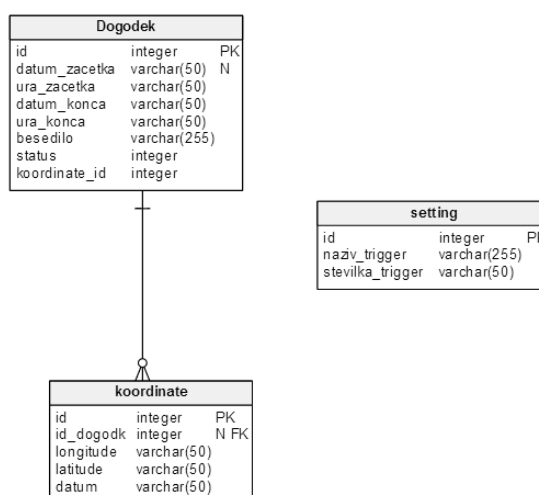 Dogodek
id integer PK
datum_zacetka varchar(50) N
ura_zacetka varchar(50)
datum_konca varchar(50)
ura_konca varchar(50)
besedilo varchar(255)
status integer
koordinate_id integer
setting
id integer PK
naziv_trigger varchar(255)
stevilka_trigger varchar(50)
koordinate
id integer PK
id_dogodk integer N FK
longitude varchar(50)
latitude varchar(50)
datum varchar(50)